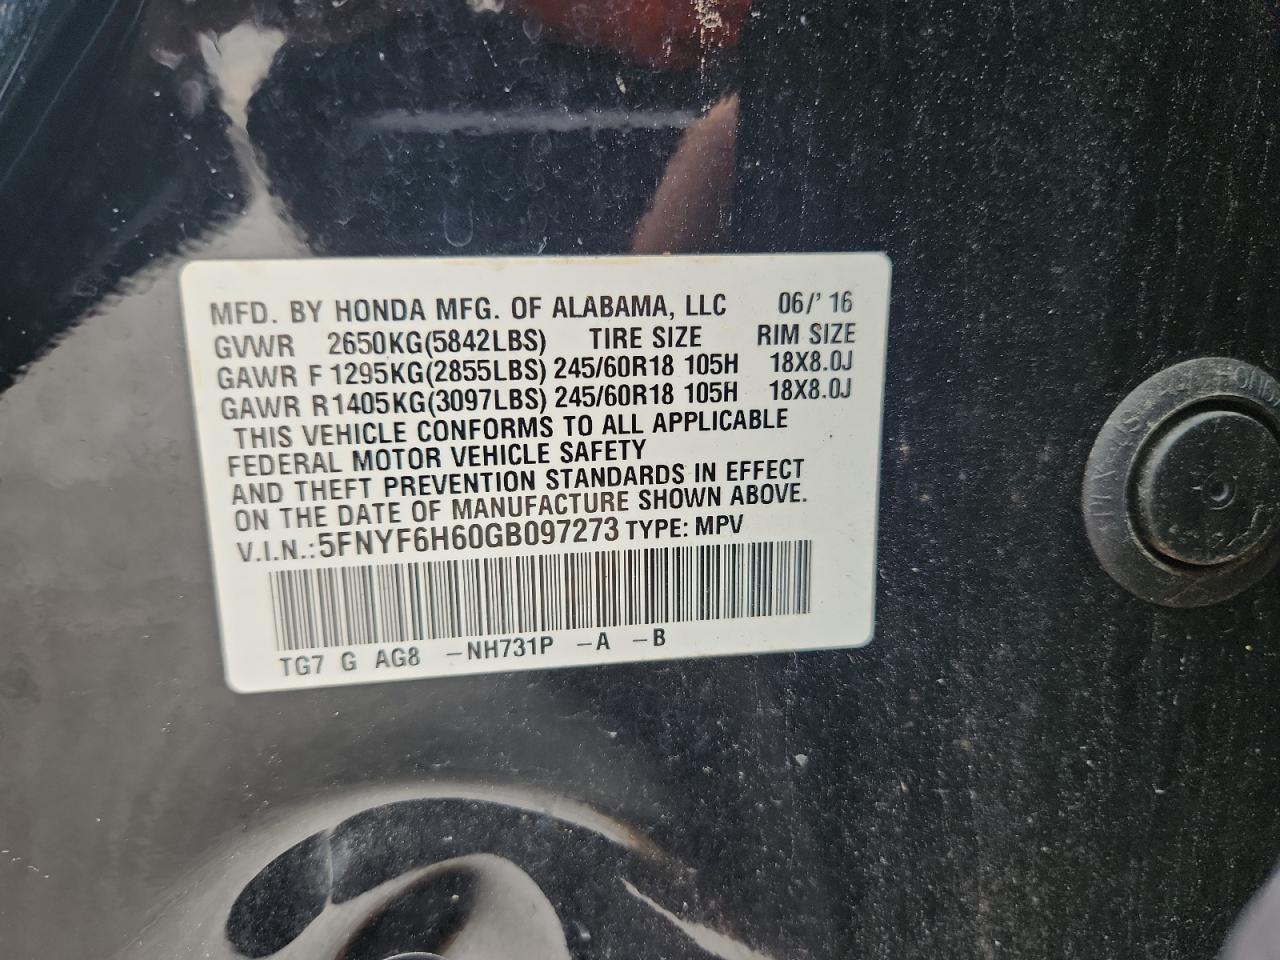 MFD. BY HONDA MFG. OF ALABAMA, LLC 06/'16
GVWR 2650KG(5842LBS) TIRE SIZE RIM SIZE
GAWR F 1295KG(2855LBS) 245/60R18 105H 18X8.0J
GAWR R1405KG(3097LBS) 245/60R18 105H 18X8.0J
THIS VEHICLE CONFORMS TO ALL APPLICABLE
FEDERAL MOTOR VEHICLE SAFETY
AND THEFT PREVENTION STANDARDS IN EFFECT
ON THE DATE OF MANUFACTURE SHOWN ABOVE.
V.I.N.:5FNYF6H60GB097273 TYPE: MPV
TG7 G AG8 -NH731P -A -B